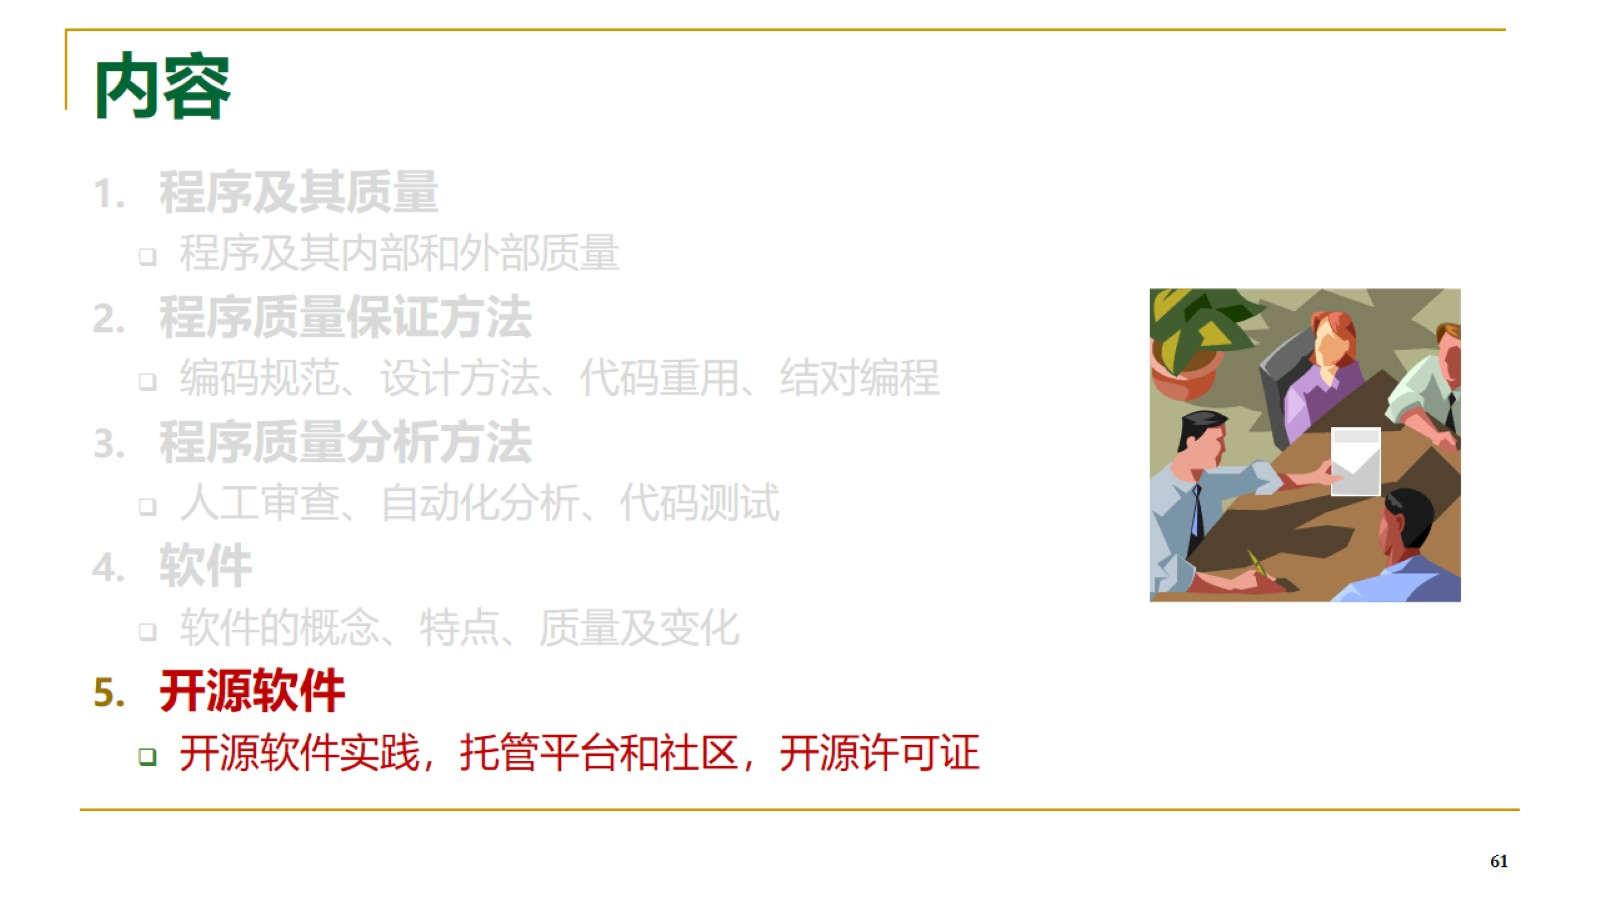 内容
1. 程序及其质量
❑ 程序及其内部和外部质量
2. 程序质量保证方法
❑ 编码规范、设计方法、代码重用、结对编程
3. 程序质量分析方法
❑ 人工审查、自动化分析、代码测试
4. 软件
❑ 软件的概念、特点、质量及变化
5. 开源软件
❑ 开源软件实践，托管平台和社区，开源许可证
61